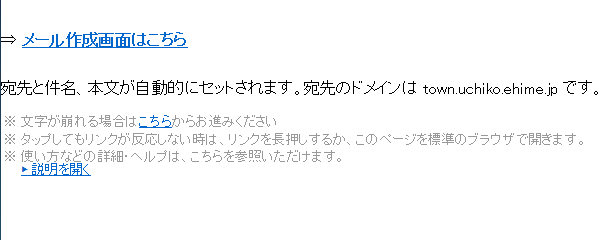 ⇒ メール作成画面はこちら
宛先と件名、本文が自動的にセットされます。宛先のドメインは town.uchiko.ehime.jp です。
※ 文字が崩れる場合はこちらからお進みください
※ タップしてもリンクが反応しない時は、リンクを長押しするか、このページを標準のブラウザで開きます。
※ 使い方などの詳細・ヘルプは、こちらを参照いただけます。
説明を開く